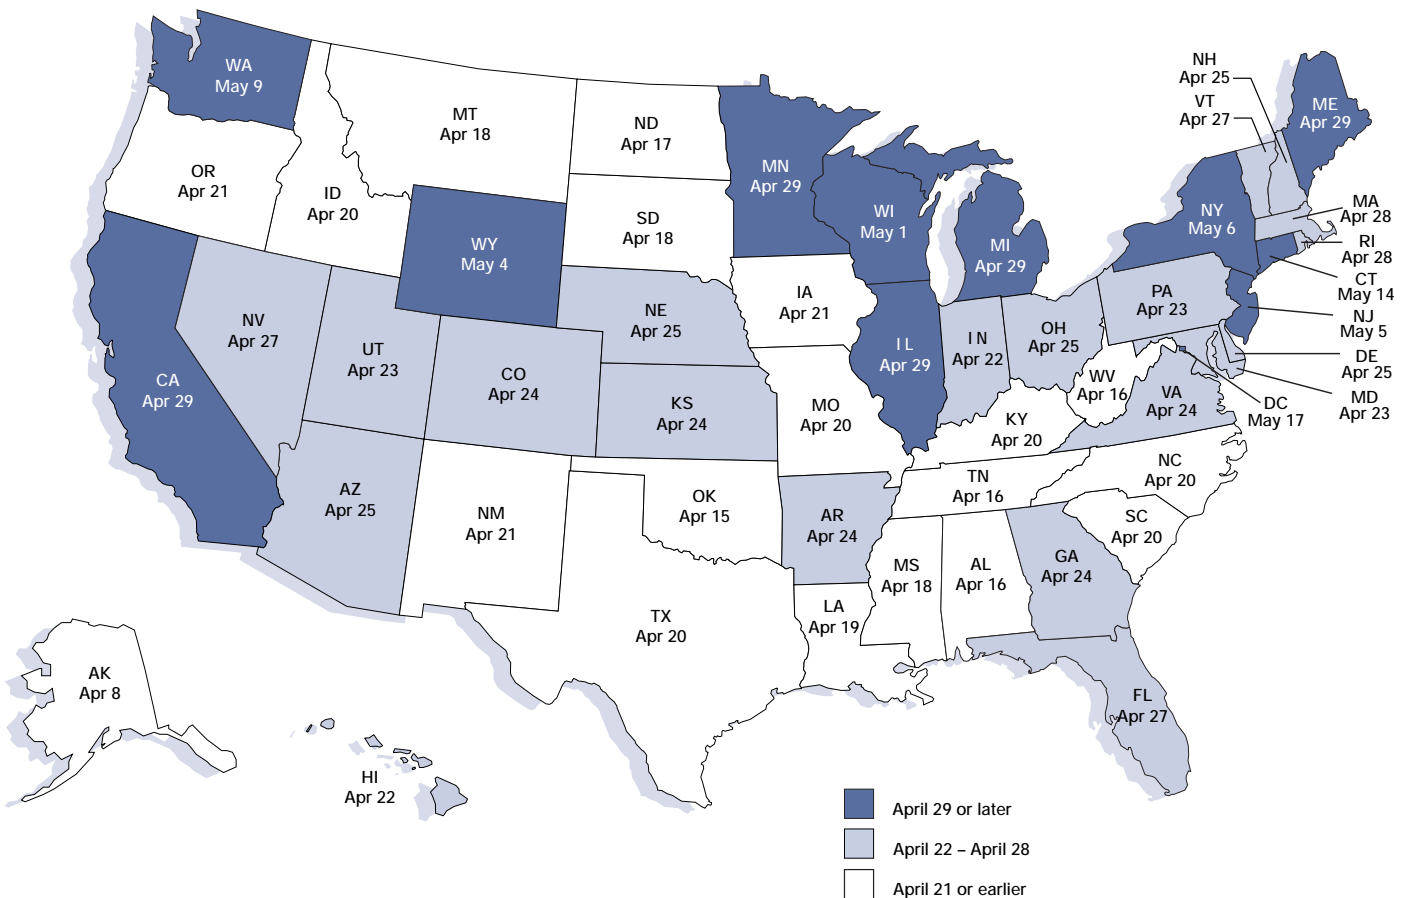 WA
May 9
MT
Apr 18
ND
Apr 17
MN
Apr 29
NH
Apr 25
VT
Apr 27
ME
Apr 29
OR
Apr 21
ID
Apr 20
WY
May 4
SD
Apr 18
WI
May 1
MI
Apr 29
NY
May 6
MA
Apr 28
RI
Apr 28
CT
May 14
NJ
May 5
DE
Apr 25
MD
Apr 23
DC
May 17
CA
Apr 29
NV
Apr 27
UT
Apr 23
CO
Apr 24
NE
Apr 25
KS
Apr 24
IA
Apr 21
MO
Apr 20
IL
Apr 29
IN
Apr 22
OH
Apr 25
PA
Apr 23
WV
Apr 16
VA
Apr 24
KY
Apr 20
AZ
Apr 25
NM
Apr 21
OK
Apr 15
AR
Apr 24
TN
Apr 16
NC
Apr 20
SC
Apr 20
TX
Apr 20
LA
Apr 19
MS
Apr 18
AL
Apr 16
GA
Apr 24
FL
Apr 27
AK
Apr 8
HI
Apr 22
April 29 or later
April 22 – April 28
April 21 or earlier